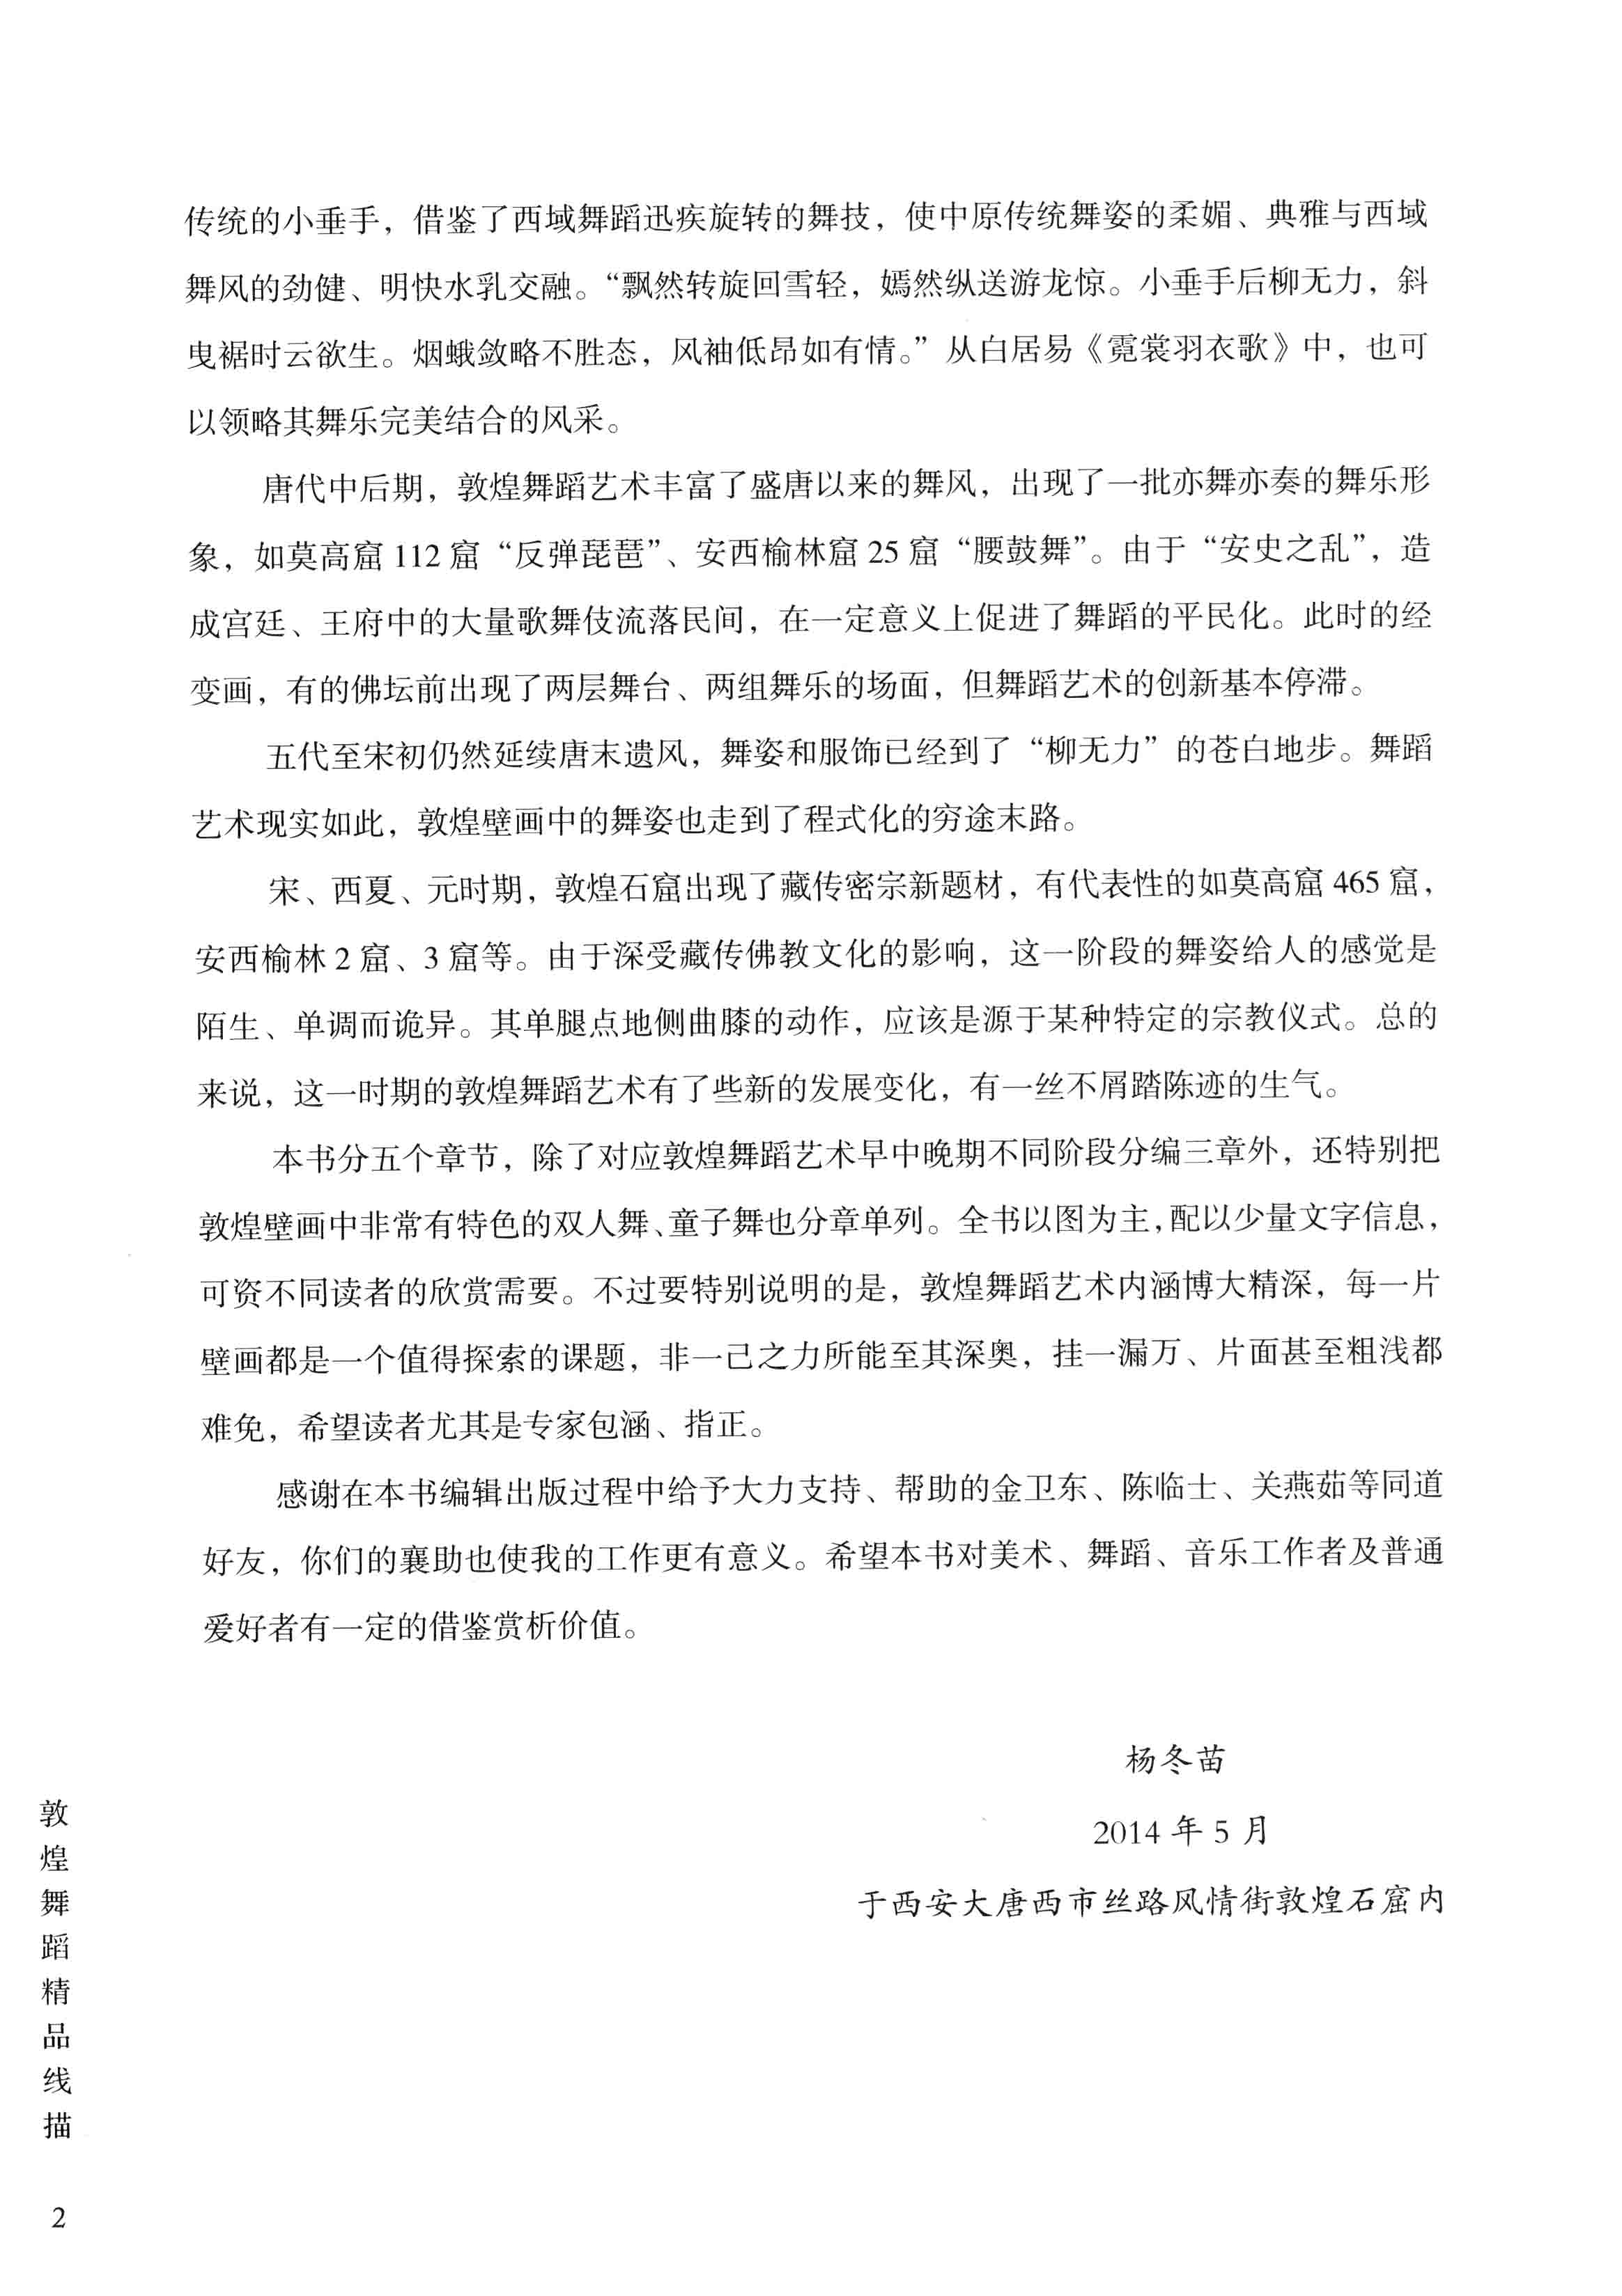 传统的小垂手，借鉴了西域舞蹈迅疾旋转的舞技，使中原传统舞姿的柔媚、典雅与西域
舞风的劲健、明快水乳交融。“飘然转旋回雪轻，嫣然纵送游龙惊。小垂手后柳无力，斜
曳裾时云欲生。烟蛾敛略不胜态，风袖低昂如有情。”从白居易《霓裳羽衣歌》中，也可
以领略其舞乐完美结合的风采。
唐代中后期，敦煌舞蹈艺术丰富了盛唐以来的舞风，出现了一批亦舞亦奏的舞乐形
象，如莫高窟 112 窟“反弹琵琶”、安西榆林窟 25 窟“腰鼓舞”。由于“安史之乱”，造
成宫廷、王府中的大量歌舞伎流落民间，在一定意义上促进了舞蹈的平民化。此时的经
变画，有的佛坛前出现了两层舞台、两组舞乐的场面，但舞蹈艺术的创新基本停滞。
五代至宋初仍然延续唐末遗风，舞姿和服饰已经到了“柳无力”的苍白地步。舞蹈
艺术现实如此，敦煌壁画中的舞姿也走到了程式化的穷途末路。
宋、西夏、元时期，敦煌石窟出现了藏传密宗新题材，有代表性的如莫高窟 465 窟，
安西榆林 2 窟、3 窟等。由于深受藏传佛教文化的影响，这一阶段的舞姿给人的感觉是
陌生、单调而诡异。其单腿点地侧曲膝的动作，应该是源于某种特定的宗教仪式。总的
来说，这一时期的敦煌舞蹈艺术有了些新的发展变化，有一丝不屑踏陈迹的生气。
本书分五个章节，除了对应敦煌舞蹈艺术早中晚期不同阶段分编三章外，还特别把
敦煌壁画中非常有特色的双人舞、童子舞也分章单列。全书以图为主，配以少量文字信息，
可资不同读者的欣赏需要。不过要特别说明的是，敦煌舞蹈艺术内涵博大精深，每一片
壁画都是一个值得探索的课题，非一己之力所能至其深奥，挂一漏万、片面甚至粗浅都
难免，希望读者尤其是专家包涵、指正。
感谢在本书编辑出版过程中给予大力支持、帮助的金卫东、陈临士、关燕茹等同道
好友，你们的襄助也使我的工作更有意义。希望本书对美术、舞蹈、音乐工作者及普通
爱好者有一定的借鉴赏析价值。
杨冬苗
2014 年 5 月
于西安大唐西市丝路风情街敦煌石窟内
敦煌舞蹈精品线描
2